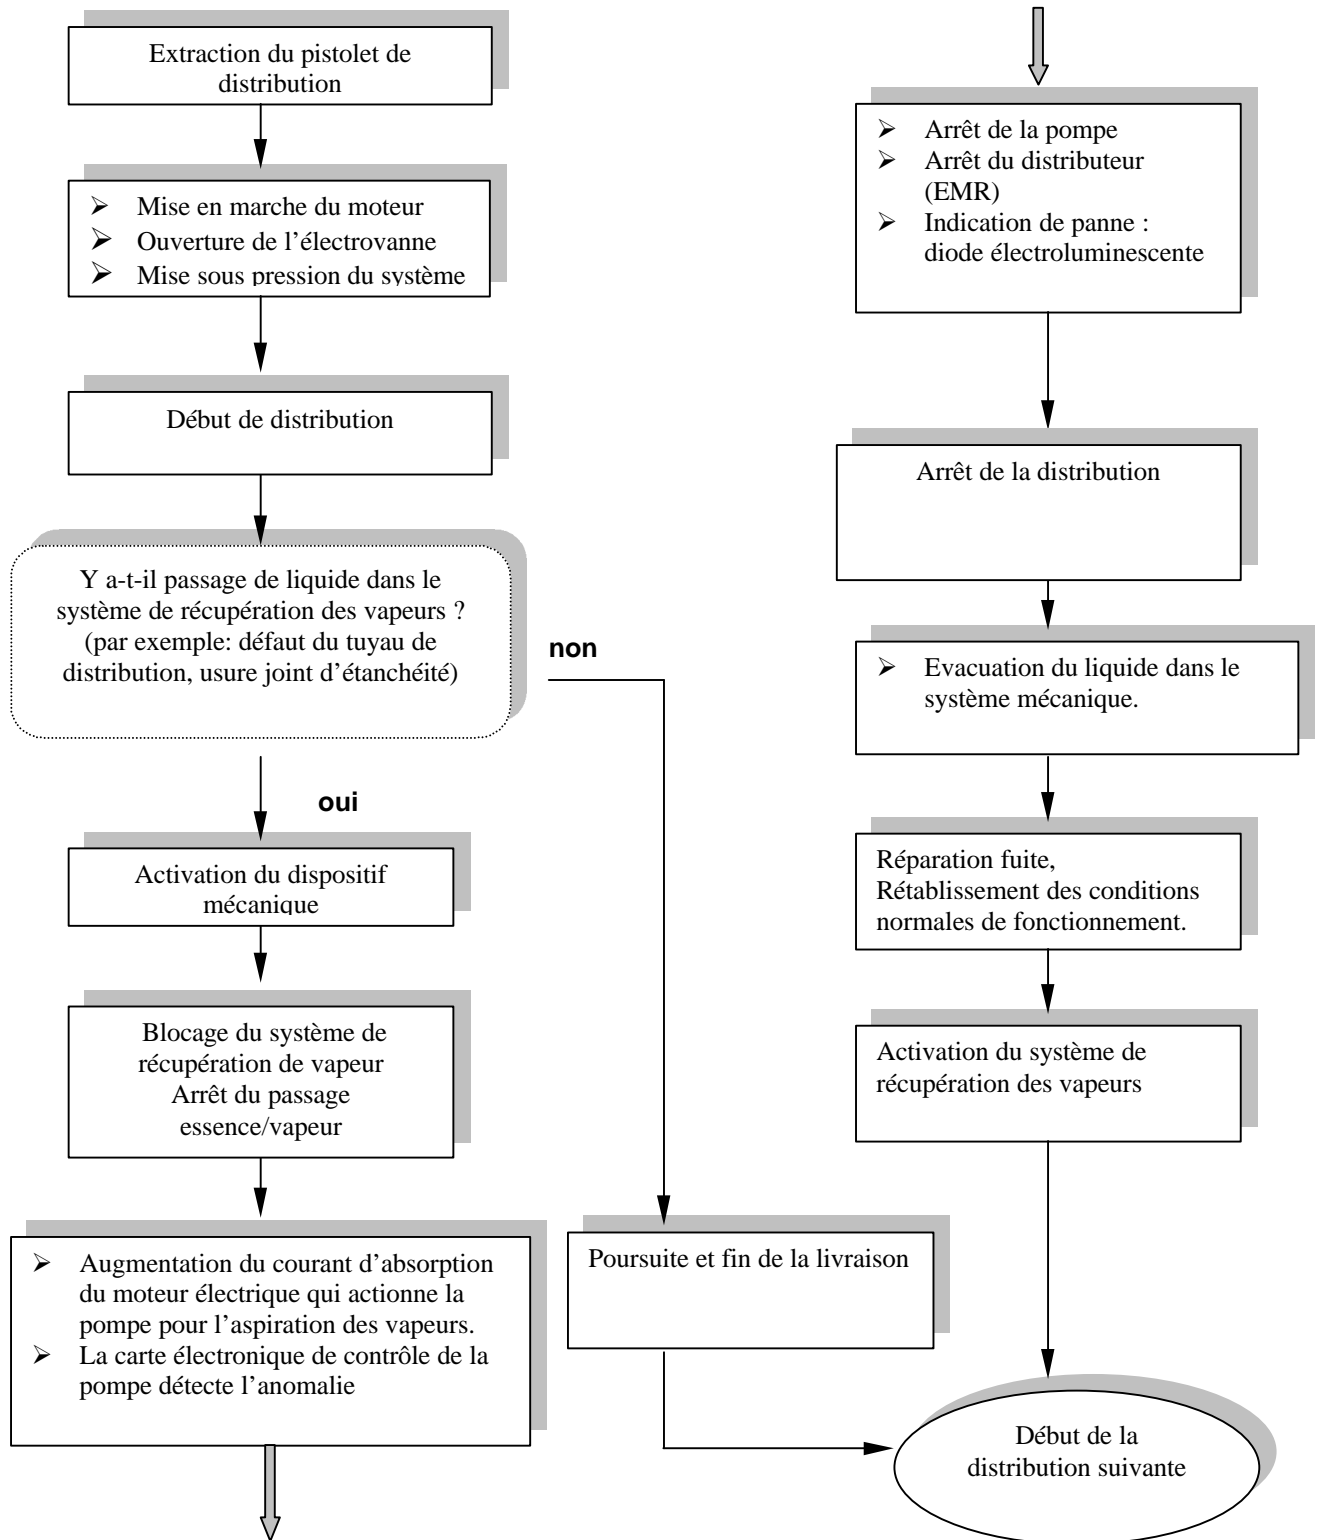 Extraction du pistolet de
distribution
➢ Mise en marche du moteur
➢ Ouverture de l’électrovanne
➢ Mise sous pression du système
Début de distribution
Y a-t-il passage de liquide dans le
système de récupération des vapeurs ?
(par exemple: défaut du tuyau de
distribution, usure joint d’étanchéité)
non
oui
Activation du dispositif
mécanique
Blocage du système de
récupération de vapeur
Arrêt du passage
essence/vapeur
➢ Augmentation du courant d’absorption
du moteur électrique qui actionne la
pompe pour l’aspiration des vapeurs.
➢ La carte électronique de contrôle de la
pompe détecte l’anomalie
Poursuite et fin de la livraison
➢ Arrêt de la pompe
➢ Arrêt du distributeur
(EMR)
➢ Indication de panne :
diode électroluminescente
Arrêt de la distribution
➢ Evacuation du liquide dans le
système mécanique.
Réparation fuite,
Rétablissement des conditions
normales de fonctionnement.
Activation du système de
récupération des vapeurs
Début de la
distribution suivante